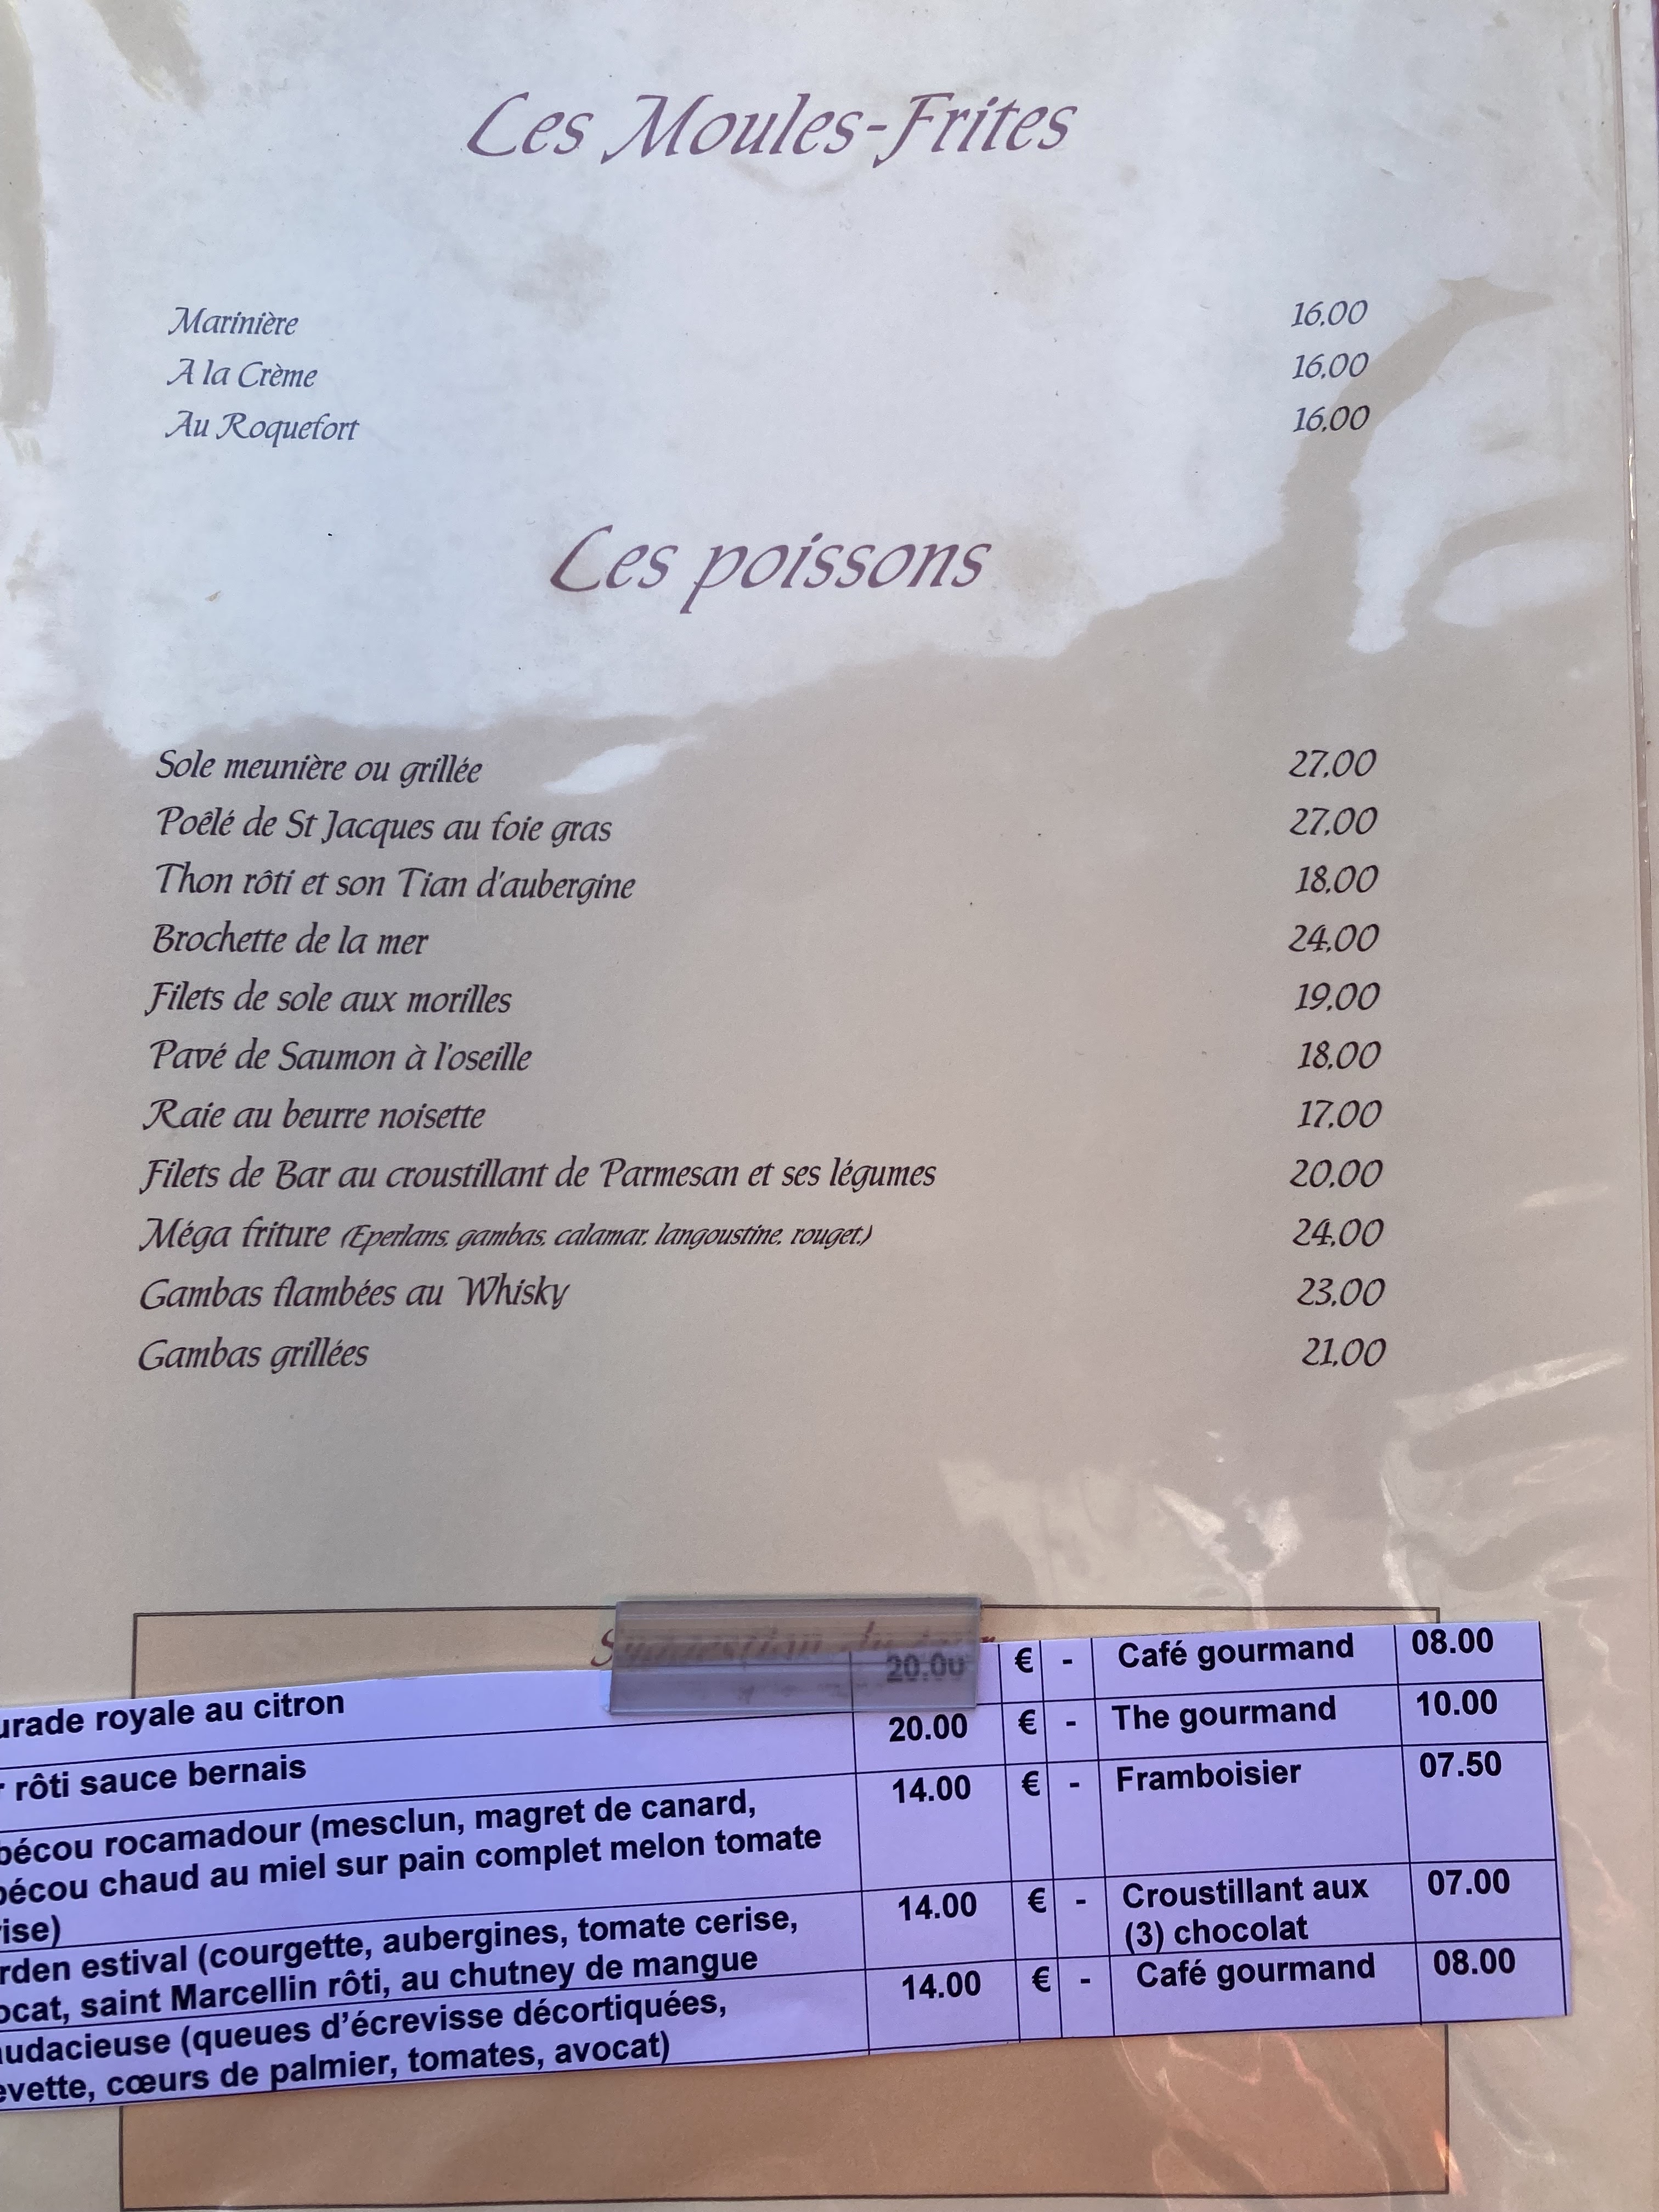 Les Moules-Frites
Marinière 16.00
A la Crème 16.00
Au Roquefort 16.00
Les poissons
Sole meunière ou grillée 27.00
Poêlé de St Jacques au foie gras 27.00
Thon rôti et son Tian d'aubergine 18.00
Brochette de la mer 24.00
Filets de sole aux morilles 19.00
Pavé de Saumon à l'oseille 18.00
Raie au beurre noisette 17.00
Filets de Bar au croustillant de Parmesan et ses légumes 20.00
Méga friture (Eperlans, gambas, calamar, langoustine, rouget.) 24.00
Gambas flambées au Whisky 23.00
Gambas grillées 21.00
urade royale au citron 20.00 € - Café gourmand 08.00
rôti sauce bernais 20.00 € - The gourmand 10.00
bécou rocamadour (mesclun, magret de canard, 14.00 € - Framboisier 07.50
bécou chaud au miel sur pain complet melon tomate
rise)
rden estival (courgette, aubergines, tomate cerise, 14.00 € - Croustillant aux 07.00
ocat, saint Marcellin rôti, au chutney de mangue (3) chocolat
udacieuse (queues d'écrevisse décortiquées, 14.00 € - Café gourmand 08.00
evette, cœurs de palmier, tomates, avocat)